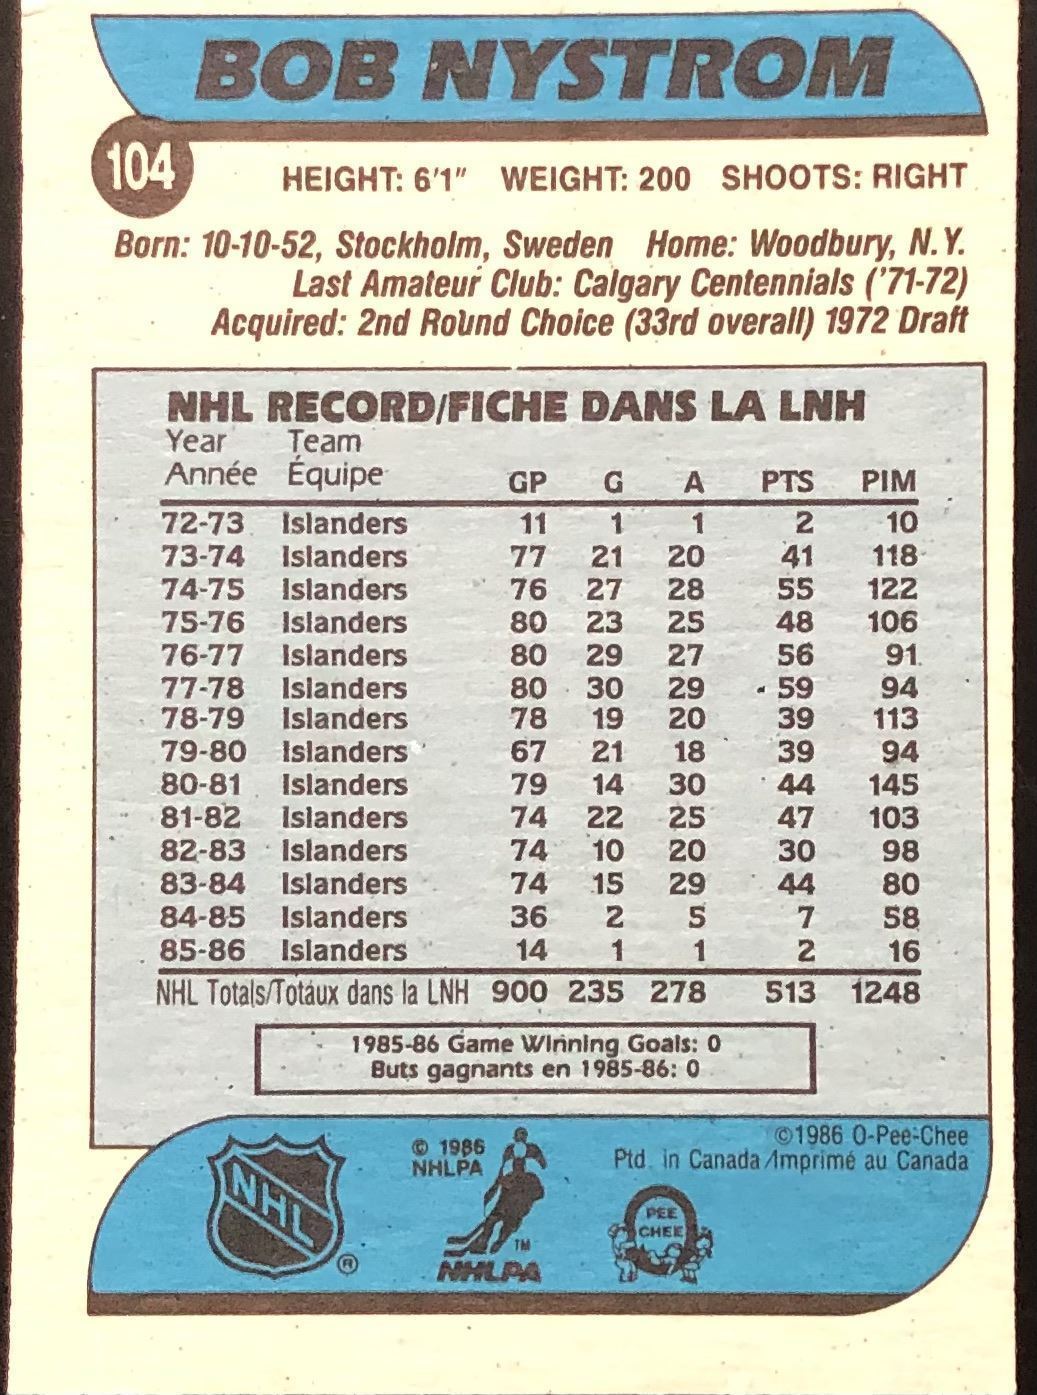 BOB NYSTROM
104
HEIGHT: 6'1" WEIGHT: 200 SHOOTS: RIGHT
Born: 10-10-52, Stockholm, Sweden Home: Woodbury, N.Y.
Last Amateur Club: Calgary Centennials ('71-72)
Acquired: 2nd Round Choice (33rd overall) 1972 Draft
NHL RECORD/FICHE DANS LA LNH
Year Team
Année Équipe GP G A PTS PIM
72-73 Islanders 11 1 1 2 10
73-74 Islanders 77 21 20 41 118
74-75 Islanders 76 27 28 55 122
75-76 Islanders 80 23 25 48 106
76-77 Islanders 80 29 27 56 91
77-78 Islanders 80 30 29 59 94
78-79 Islanders 78 19 20 39 113
79-80 Islanders 67 21 18 39 94
80-81 Islanders 79 14 30 44 145
81-82 Islanders 74 22 25 47 103
82-83 Islanders 74 10 20 30 98
83-84 Islanders 74 15 29 44 80
84-85 Islanders 36 2 5 7 58
85-86 Islanders 14 1 1 2 16
NHL Totals/Totaux dans la LNH 900 235 278 513 1248
1985-86 Game Winning Goals: 0
Buts gagnants en 1985-86: 0
NHL ®
© 1986
NHLPA
TM
NHLPA
©1986 O-Pee-Chee
Ptd. in Canada/Imprimé au Canada
PEE
CHEE